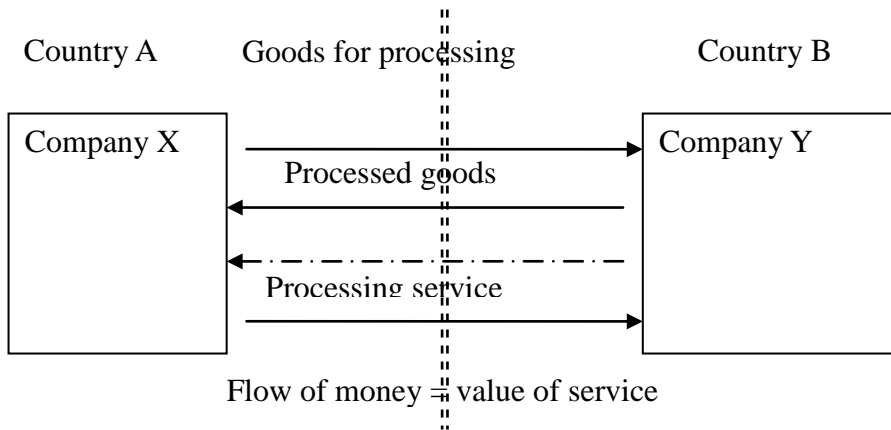 Country A Goods for processing Country B
Company X Company Y
Processed goods
Processing service
Flow of money = value of service